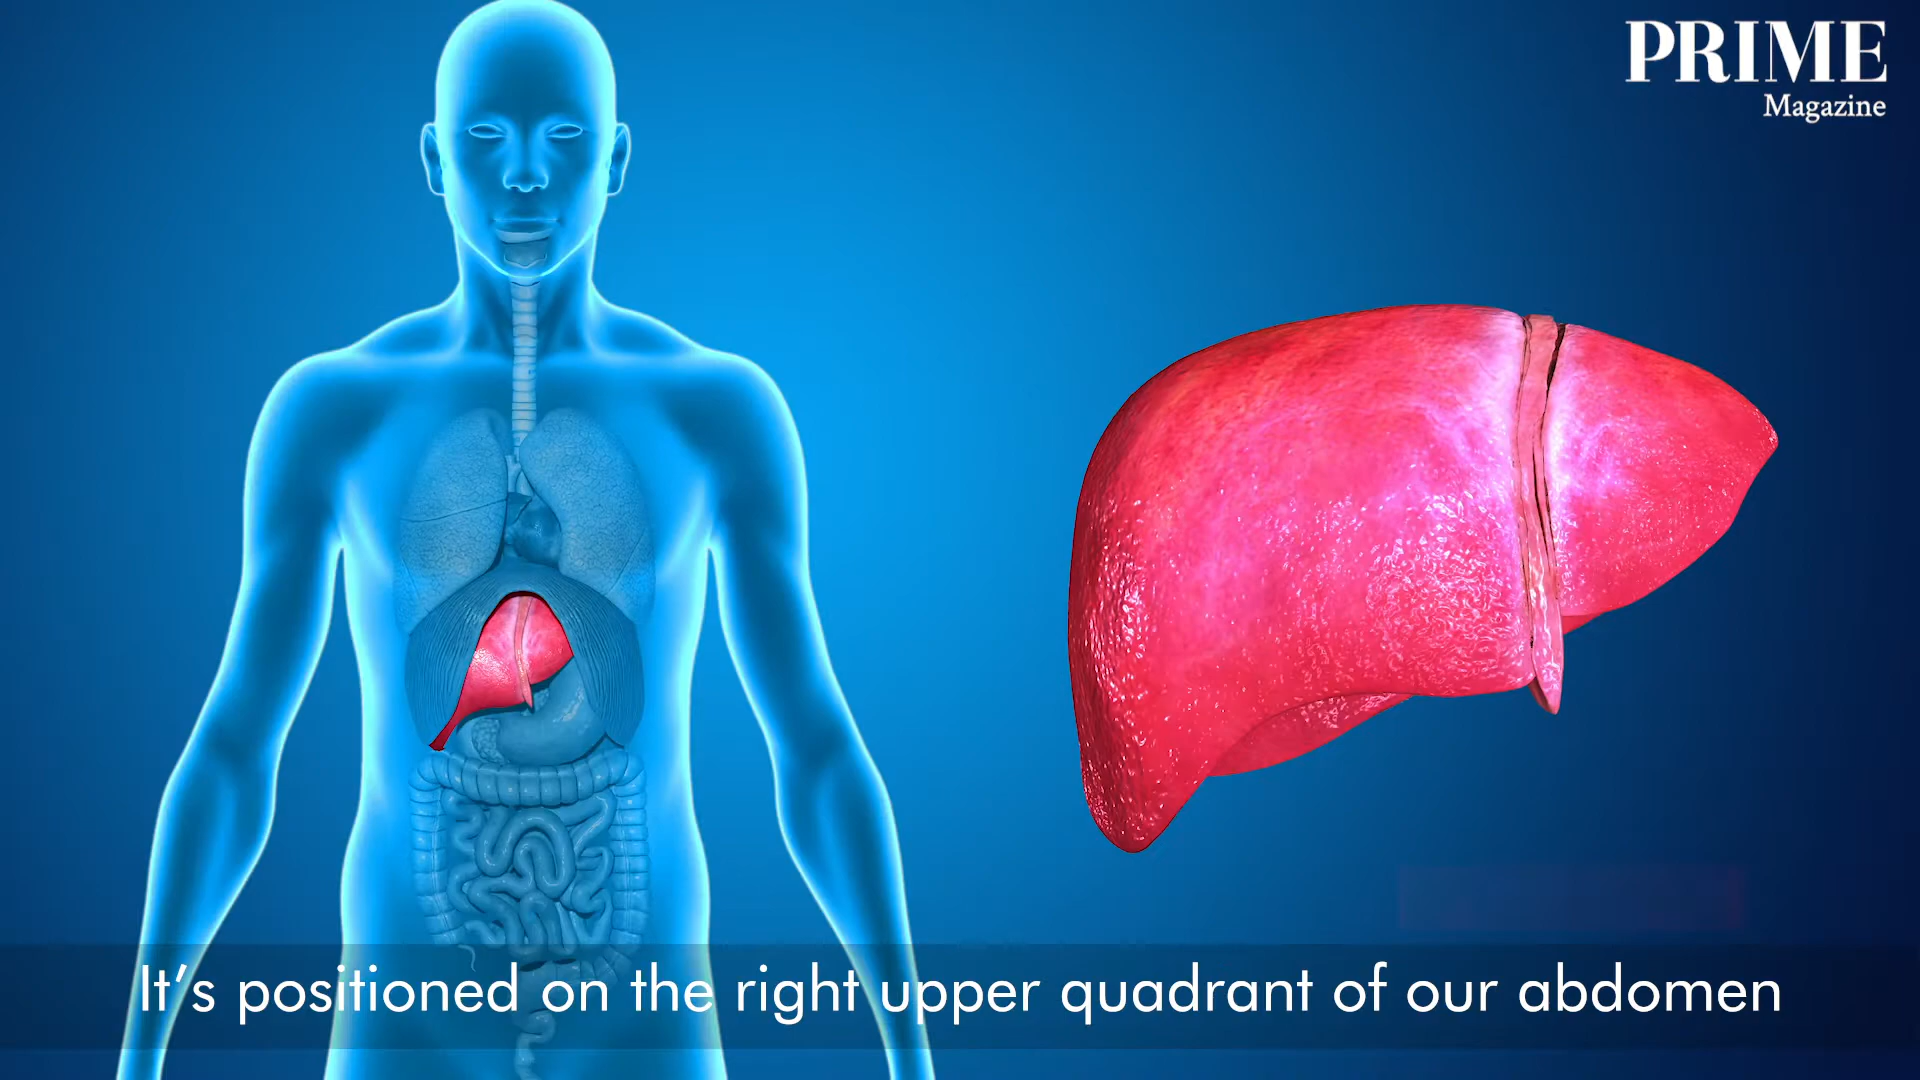 PRIME
Magazine
It's positioned on the right upper quadrant of our abdomen